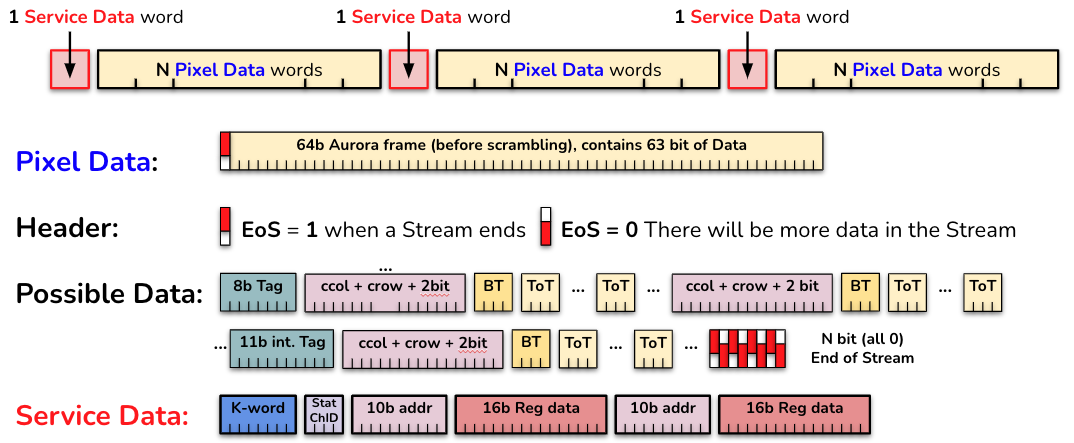 1 Service Data word 1 Service Data word 1 Service Data word
N Pixel Data words N Pixel Data words N Pixel Data words
Pixel Data: 64b Aurora frame (before scrambling), contains 63 bit of Data
Header: EoS = 1 when a Stream ends EoS = 0 There will be more data in the Stream
...
Possible Data: 8b Tag ccol + crow + 2bit BT ToT ... ToT ... ccol + crow + 2 bit BT ToT ... ToT
... 11b int. Tag ccol + crow + 2bit BT ToT ... ToT ... N bit (all 0)
End of Stream
Service Data: K-word Stat ChID 10b addr 16b Reg data 10b addr 16b Reg data